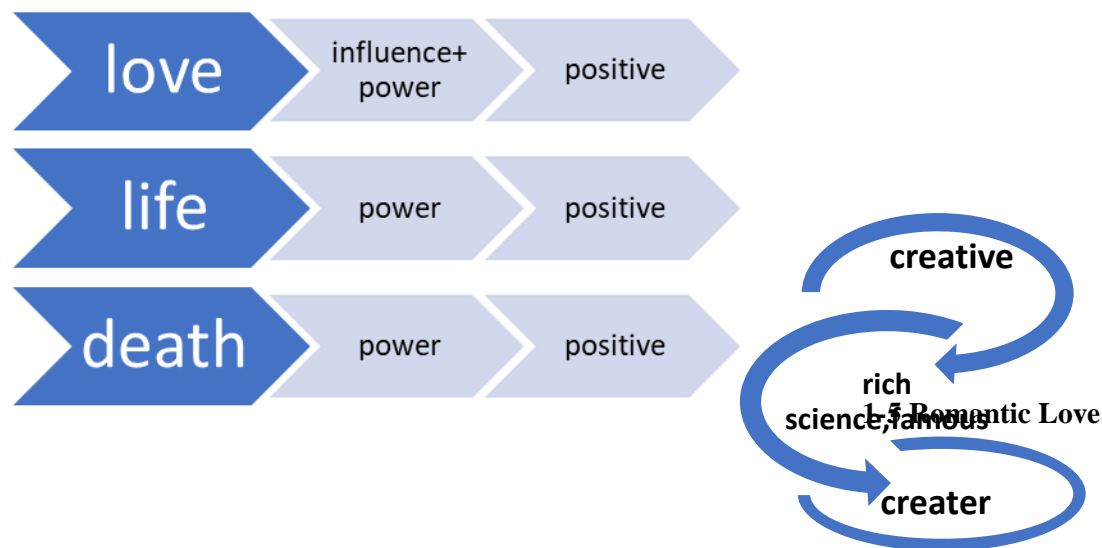 love
influence+
power
positive
life
power
positive
death
power
positive
creative
rich
science,famous
1-5 Romantic Love
creater